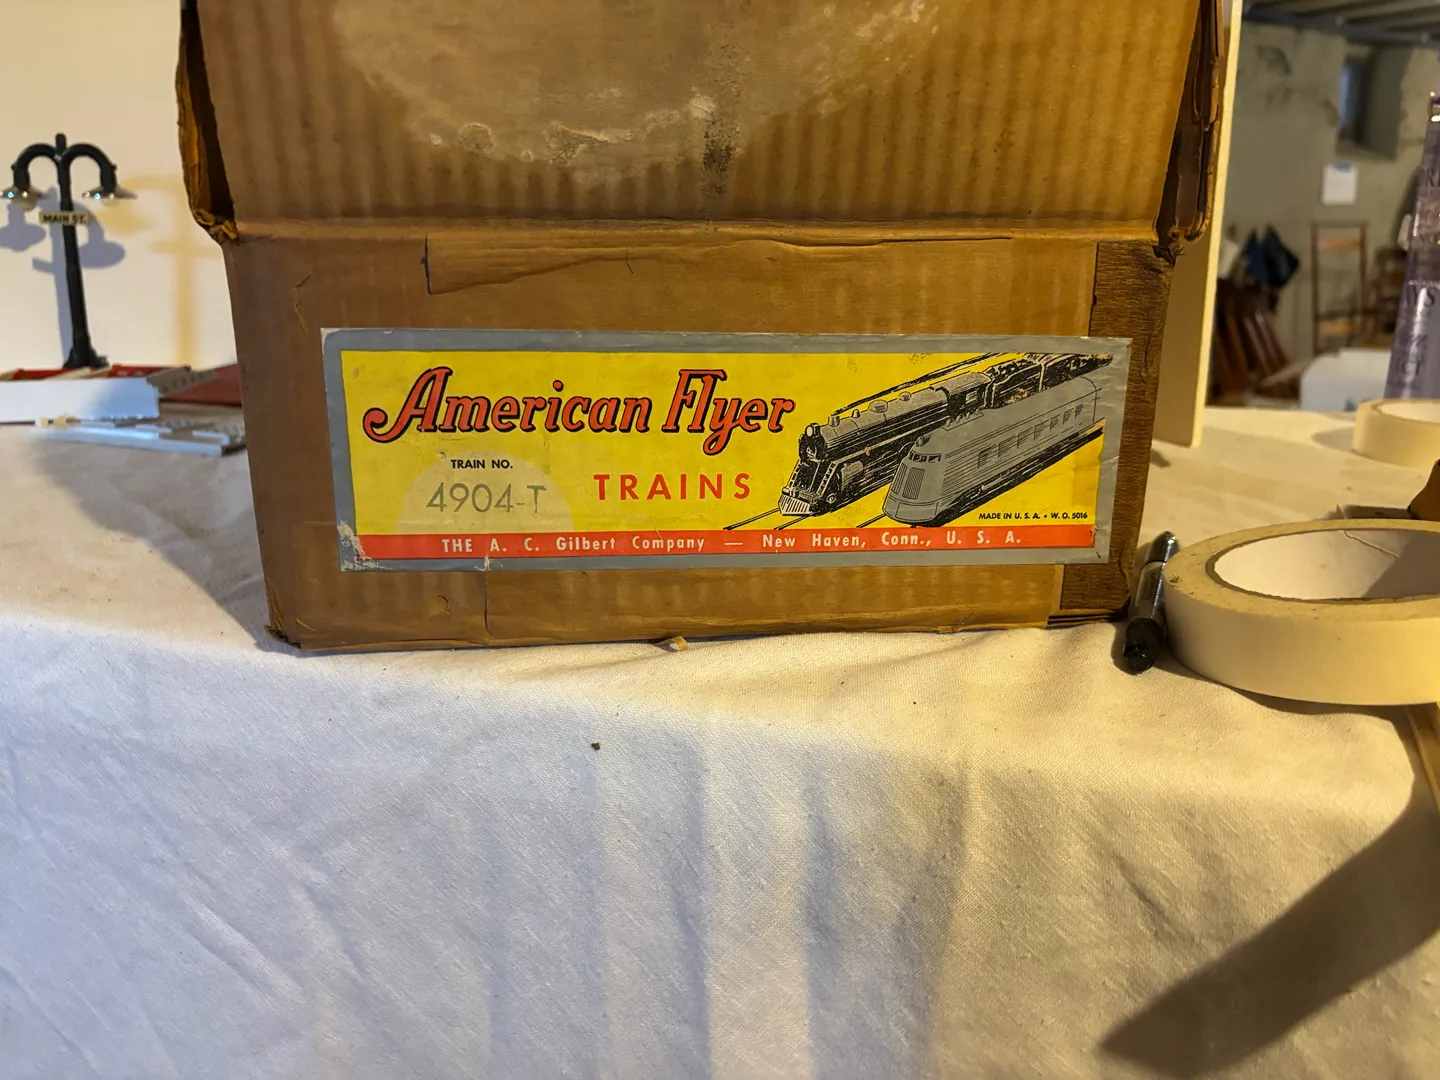 MAIN ST.
American Flyer
TRAIN NO.
4904-T
TRAINS
MADE IN U. S. A. • W. O. 5016
THE A. C. Gilbert Company — New Haven, Conn., U. S. A.